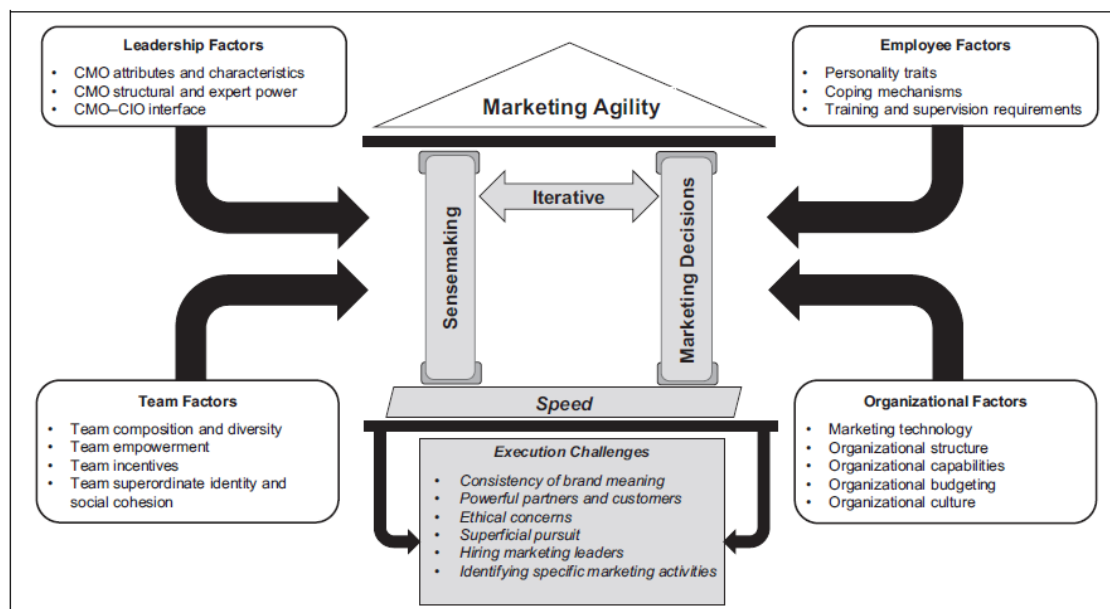 Leadership Factors
• CMO attributes and characteristics
• CMO structural and expert power
• CMO–CIO interface
Marketing Agility
Employee Factors
• Personality traits
• Coping mechanisms
• Training and supervision requirements
Iterative
Sensemaking
Marketing Decisions
Speed
Team Factors
• Team composition and diversity
• Team empowerment
• Team incentives
• Team superordinate identity and
social cohesion
Execution Challenges
• Consistency of brand meaning
• Powerful partners and customers
• Ethical concerns
• Superficial pursuit
• Hiring marketing leaders
• Identifying specific marketing activities
Organizational Factors
• Marketing technology
• Organizational structure
• Organizational capabilities
• Organizational budgeting
• Organizational culture